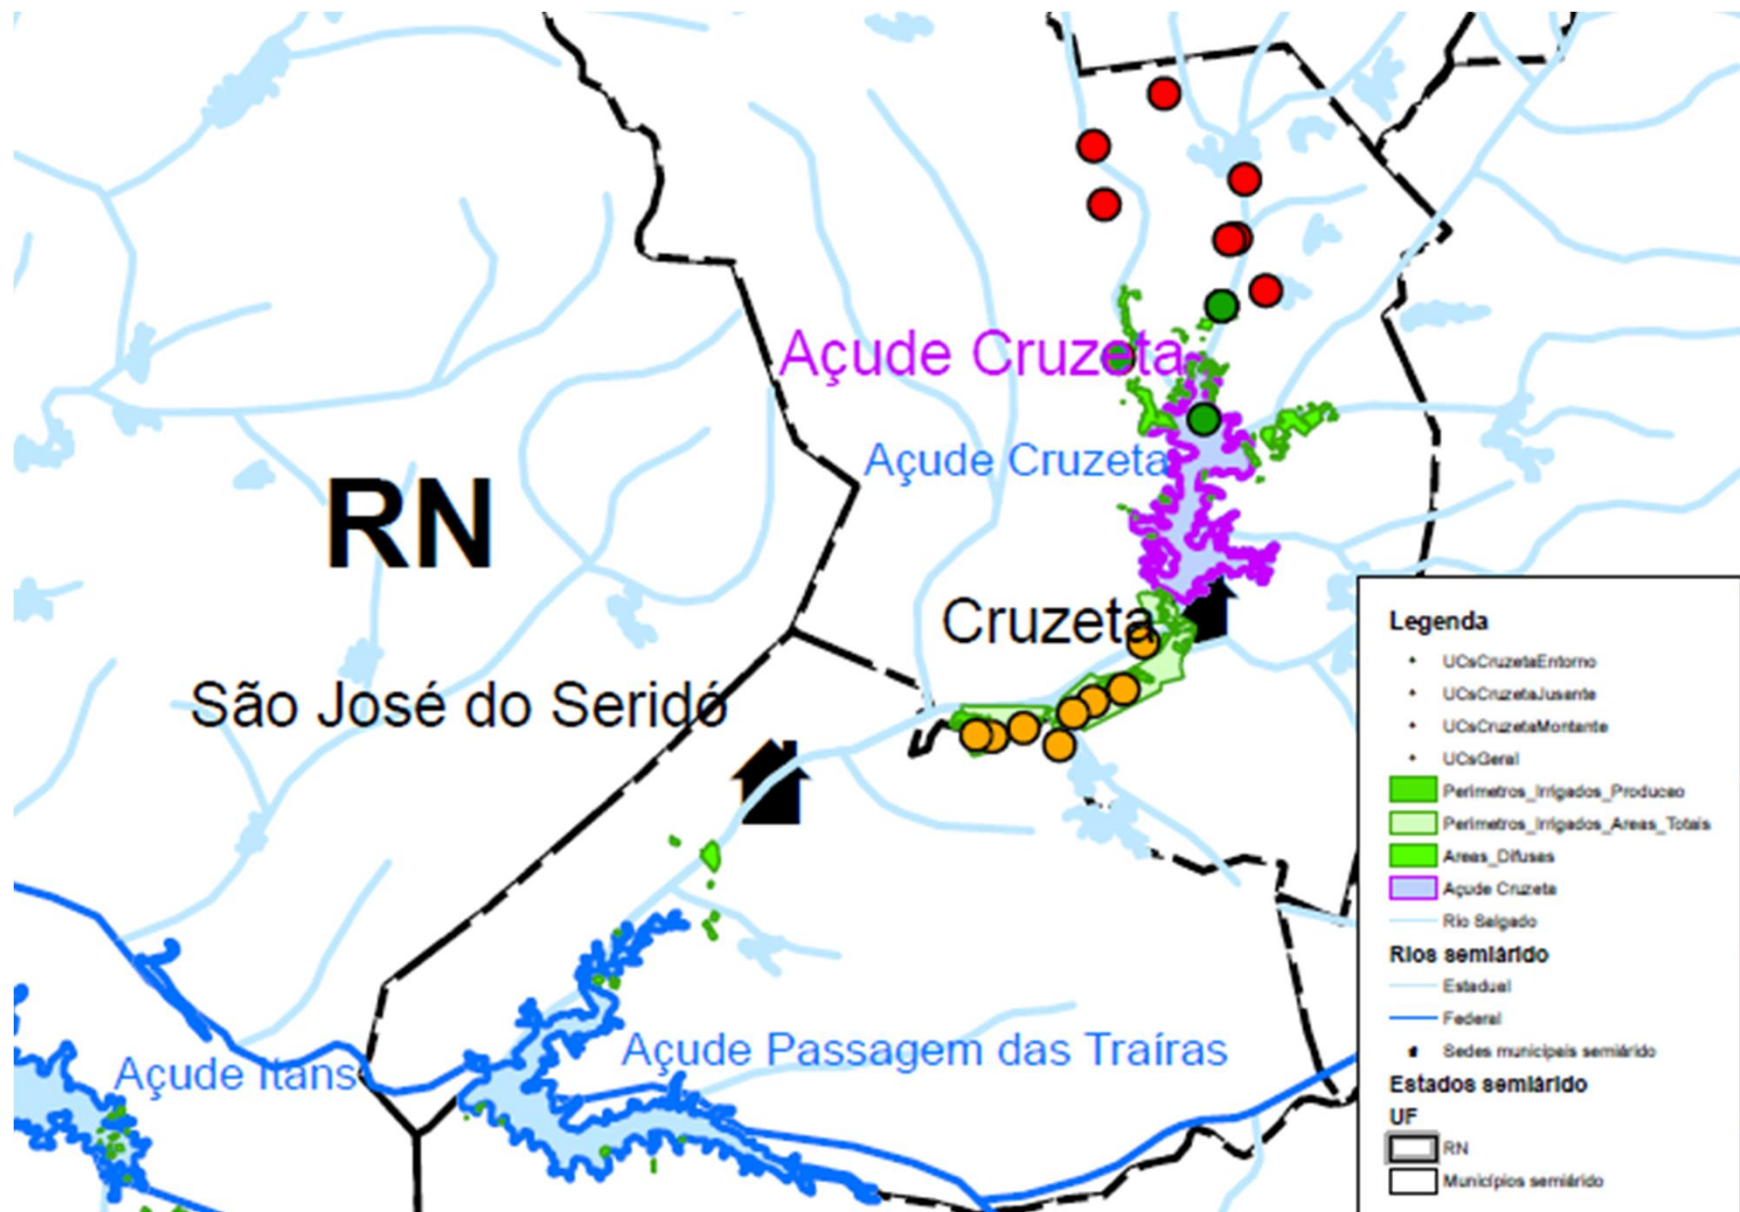 Açude Cruzeta
Açude Cruzeta
RN
Cruzeta
São José do Seridó
Açude Passagem das Traíras
Açude Itans
Legenda
UCsCruzetaEntorno
UCsCruzetaJusante
UCsCruzetaMontante
UCsGeral
Perimetros_Irrigados_Producao
Perimetros_Irrigados_Areas_Totais
Areas_Difusas
Açude Cruzeta
Rio Salgado
Rios semiárido
Estadual
Federal
Sedes municipais semiárido
Estados semiárido
UF
RN
Municípios semiárido